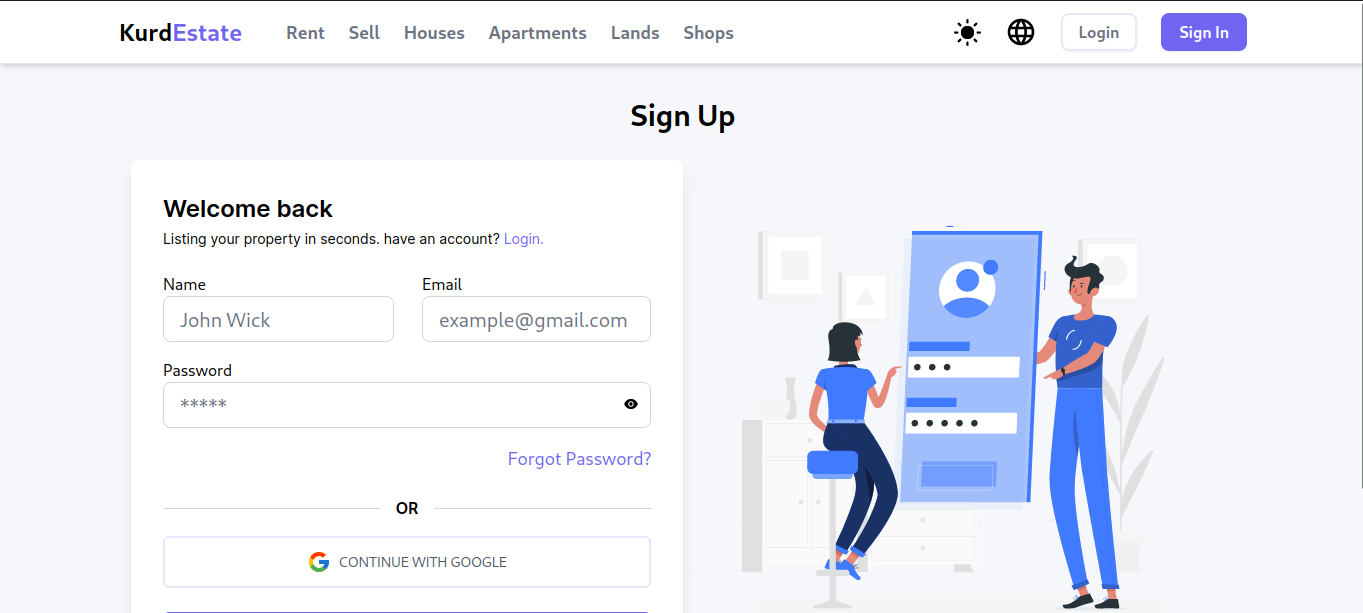 KurdEstate Rent Sell Houses Apartments Lands Shops Login Sign In
Sign Up
Welcome back
Listing your property in seconds. have an account? Login.
Name Email
John Wick example@gmail.com
Password
*****
Forgot Password?
OR
CONTINUE WITH GOOGLE